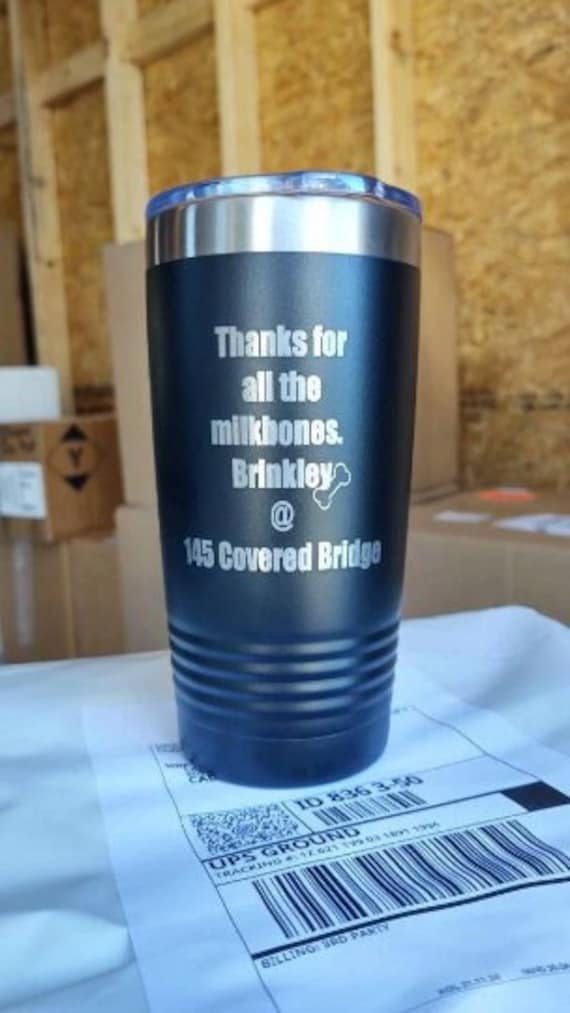 Thanks for
all the
milkbones.
Brinkley
@
145 Covered Bridge
Y
ID 836 3-50
UPS GROUND
BILLING: 3RD PARTY